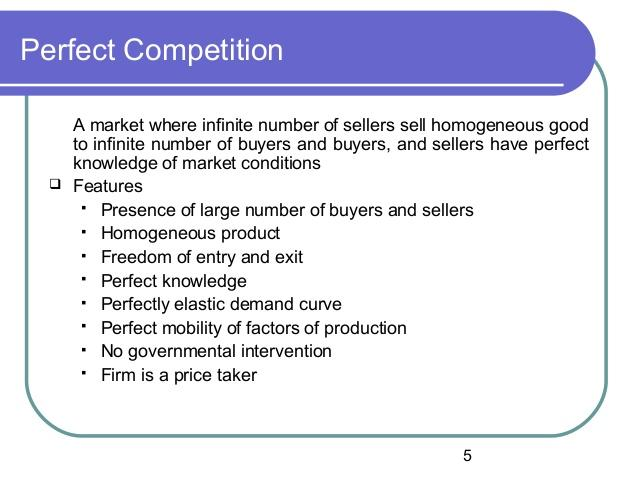 Perfect Competition
A market where infinite number of sellers sell homogeneous good
to infinite number of buyers and buyers, and sellers have perfect
knowledge of market conditions
Features
Presence of large number of buyers and sellers
Homogeneous product
Freedom of entry and exit
Perfect knowledge
Perfectly elastic demand curve
Perfect mobility of factors of production
No governmental intervention
Firm is a price taker
5